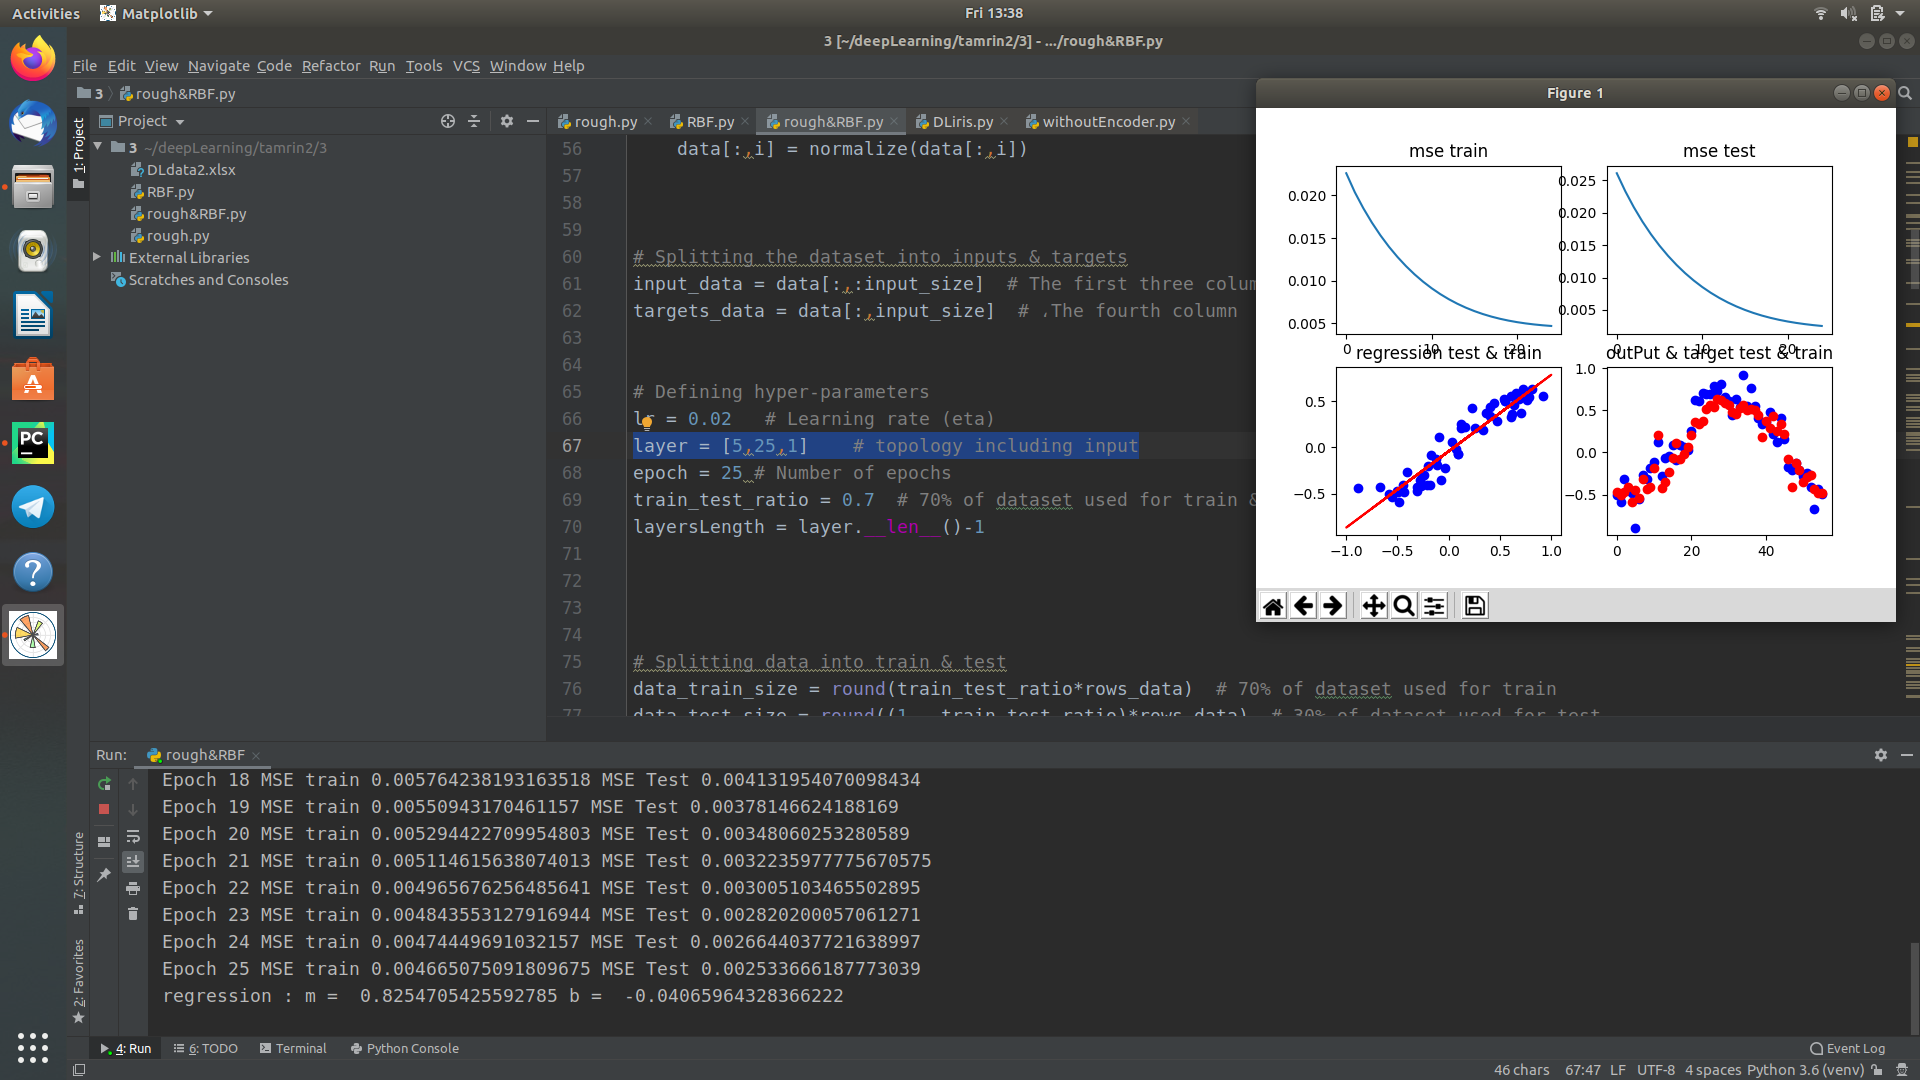 Activities
Matplotlib
Fri 13:38
3 [~/deepLearning/tamrin2/3] - .../rough&RBF.py
File Edit View Navigate Code Refactor Run Tools VCS Window Help
3 rough&RBF.py
1: Project
Project
3 ~/deepLearning/tamrin2/3
DLdata2.xlsx
RBF.py
rough&RBF.py
rough.py
External Libraries
Scratches and Consoles
rough.py
RBF.py
rough&RBF.py
DLiris.py
withoutEncoder.py
56 data[:,i] = normalize(data[:,i])
57
58
59
60 # Splitting the dataset into inputs & targets
61 input_data = data[:,:input_size] # The first three colum
62 targets_data = data[:,input_size] # ،The fourth column
63
64
65 # Defining hyper-parameters
66 lr = 0.02 # Learning rate (eta)
67 layer = [5,25,1] # topology including input
68 epoch = 25 # Number of epochs
69 train_test_ratio = 0.7 # 70% of dataset used for train &
70 layersLength = layer.__len__()-1
71
72
73
74
75 # Splitting data into train & test
76 data_train_size = round(train_test_ratio*rows_data) # 70% of dataset used for train
77 data_test_size = round((1 - train_test_ratio)*rows_data) # 30% of dataset used for test
Figure 1
mse train
0.020
0.015
0.010
0.005
0 10 20
mse test
0.025
0.020
0.015
0.010
0.005
0 10 20
regression test & train
0.5
0.0
−0.5
−1.0 −0.5 0.0 0.5 1.0
outPut & target test & train
1.0
0.5
0.0
−0.5
0 20 40
Run: rough&RBF
Epoch 18 MSE train 0.005764238193163518 MSE Test 0.004131954070098434
Epoch 19 MSE train 0.00550943170461157 MSE Test 0.00378146624188169
Epoch 20 MSE train 0.005294422709954803 MSE Test 0.00348060253280589
Epoch 21 MSE train 0.005114615638074013 MSE Test 0.0032235977775670575
Epoch 22 MSE train 0.004965676256485641 MSE Test 0.003005103465502895
Epoch 23 MSE train 0.004843553127916944 MSE Test 0.002820200057061271
Epoch 24 MSE train 0.00474449691032157 MSE Test 0.0026644037721638997
Epoch 25 MSE train 0.004665075091809675 MSE Test 0.002533666187773039
regression : m = 0.8254705425592785 b = -0.04065964328366222
7: Structure
2: Favorites
4: Run
6: TODO
Terminal
Python Console
Event Log
46 chars 67:47 LF UTF-8 4 spaces Python 3.6 (venv)
PC